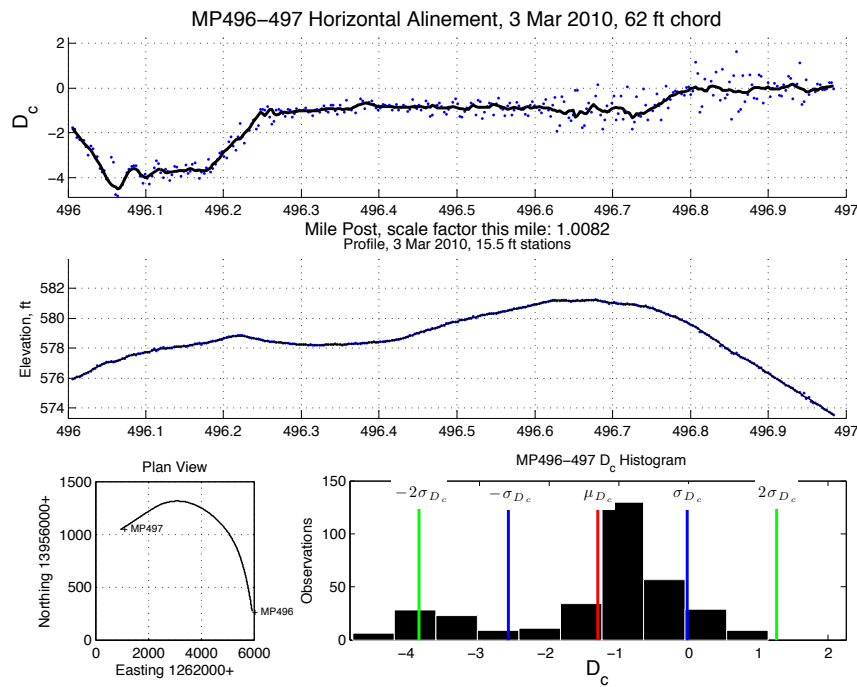 MP496−497 Horizontal Alinement, 3 Mar 2010, 62 ft chord
2
0
−2
−4
D_c
496 496.1 496.2 496.3 496.4 496.5 496.6 496.7 496.8 496.9 497
Mile Post, scale factor this mile: 1.0082
Profile, 3 Mar 2010, 15.5 ft stations
582
580
578
576
574
Elevation, ft
496 496.1 496.2 496.3 496.4 496.5 496.6 496.7 496.8 496.9 497
Plan View
1500
1000
500
0
Northing 13956000+
+ MP497
+ MP496
0 2000 4000 6000
Easting 1262000+
MP496−497 D_c Histogram
150
100
50
0
Observations
−2σ_{D_c} −σ_{D_c} μ_{D_c} σ_{D_c} 2σ_{D_c}
−4 −3 −2 −1 0 1 2
D_c